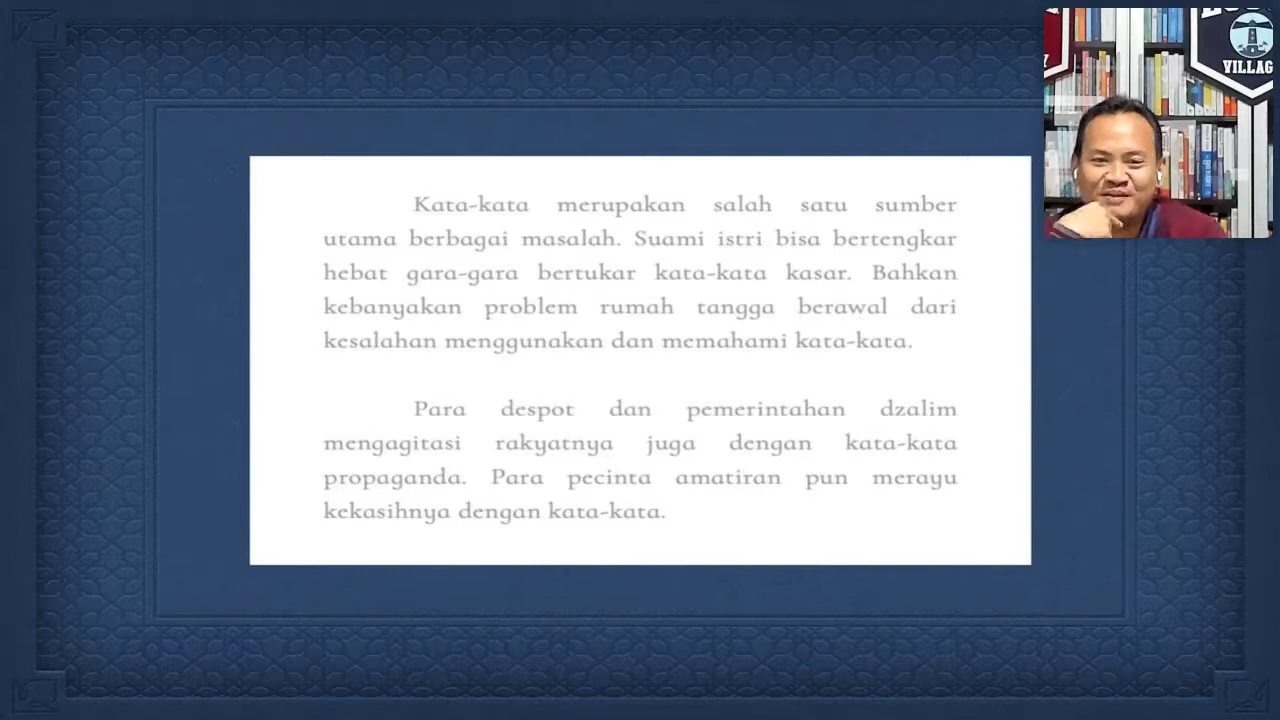 Kata-kata merupakan salah satu sumber
utama berbagai masalah. Suami istri bisa bertengkar
hebat gara-gara bertukar kata-kata kasar. Bahkan
kebanyakan problem rumah tangga berawal dari
kesalahan menggunakan dan memahami kata-kata.
Para despot dan pemerintahan dzalim
mengagitasi rakyatnya juga dengan kata-kata
propaganda. Para pecinta amatiran pun merayu
kekasihnya dengan kata-kata.
VILLAG